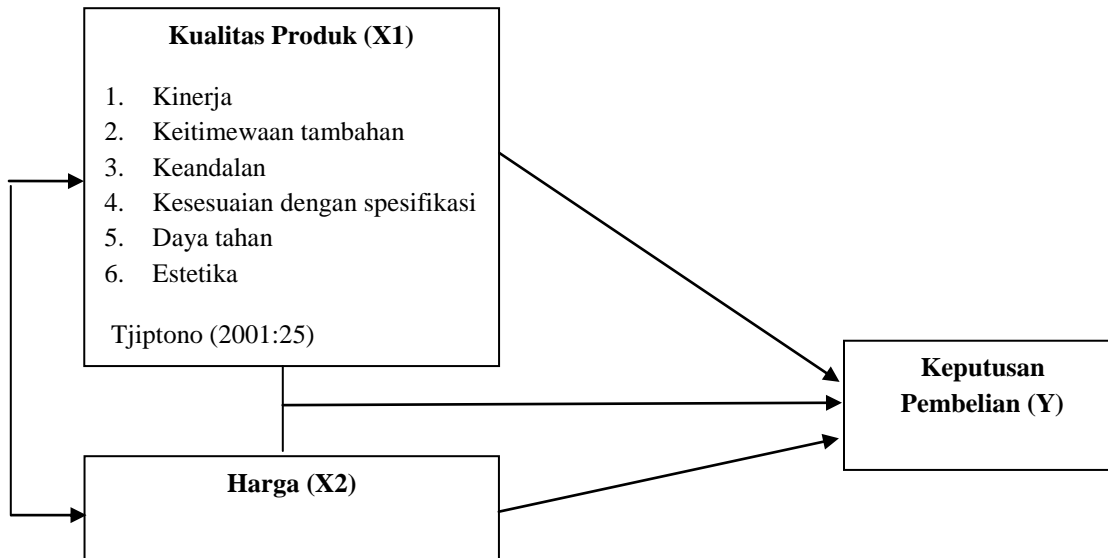 Kualitas Produk (X1)
1. Kinerja
2. Keitimewaan tambahan
3. Keandalan
4. Kesesuaian dengan spesifikasi
5. Daya tahan
6. Estetika
Tjiptono (2001:25)
Keputusan
Pembelian (Y)
Harga (X2)